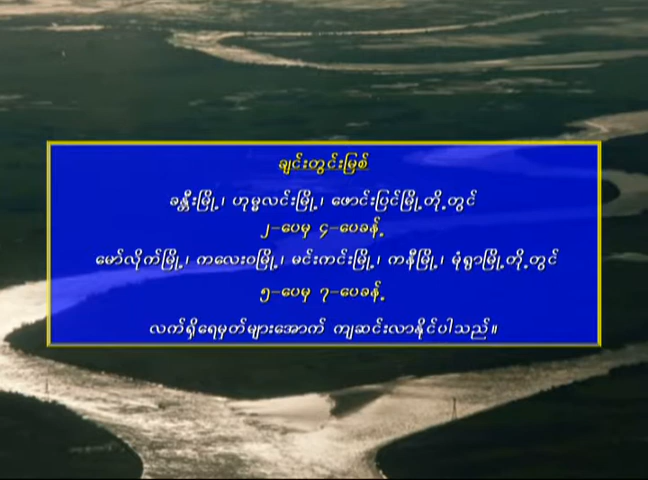 ချင်းတွင်းမြစ်
ခန္တီးမြို့၊ ဟုမ္မလင်းမြို့၊ ဖောင်းပြင်မြို့တို့တွင်
၂-ပေမှ ၄-ပေခန့်
မော်လိုက်မြို့၊ ကလေးဝမြို့၊ မင်းကင်းမြို့၊ ကနီမြို့၊ မုံရွာမြို့တို့တွင်
၅-ပေမှ ၇-ပေခန့်
လက်ရှိရေမှတ်များအောက် ကျဆင်းလာနိုင်ပါသည်။